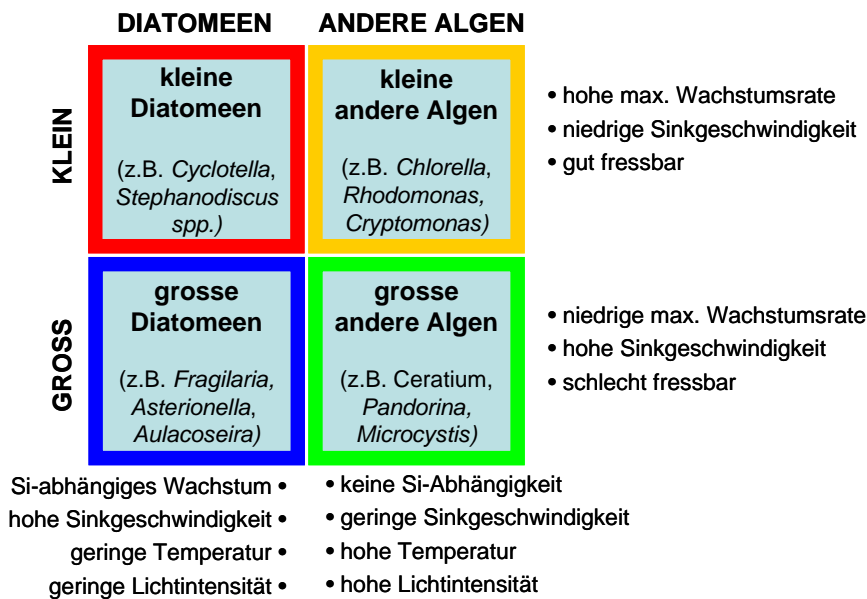 DIATOMEEN
ANDERE ALGEN
KLEIN
kleine
Diatomeen
(z.B. Cyclotella,
Stephanodiscus
spp.)
kleine
andere Algen
(z.B. Chlorella,
Rhodomonas,
Cryptomonas)
• hohe max. Wachstumsrate
• niedrige Sinkgeschwindigkeit
• gut fressbar
GROSS
grosse
Diatomeen
(z.B. Fragilaria,
Asterionella,
Aulacoseira)
grosse
andere Algen
(z.B. Ceratium,
Pandorina,
Microcystis)
• niedrige max. Wachstumsrate
• hohe Sinkgeschwindigkeit
• schlecht fressbar
Si-abhängiges Wachstum •
hohe Sinkgeschwindigkeit •
geringe Temperatur •
geringe Lichtintensität •
• keine Si-Abhängigkeit
• geringe Sinkgeschwindigkeit
• hohe Temperatur
• hohe Lichtintensität